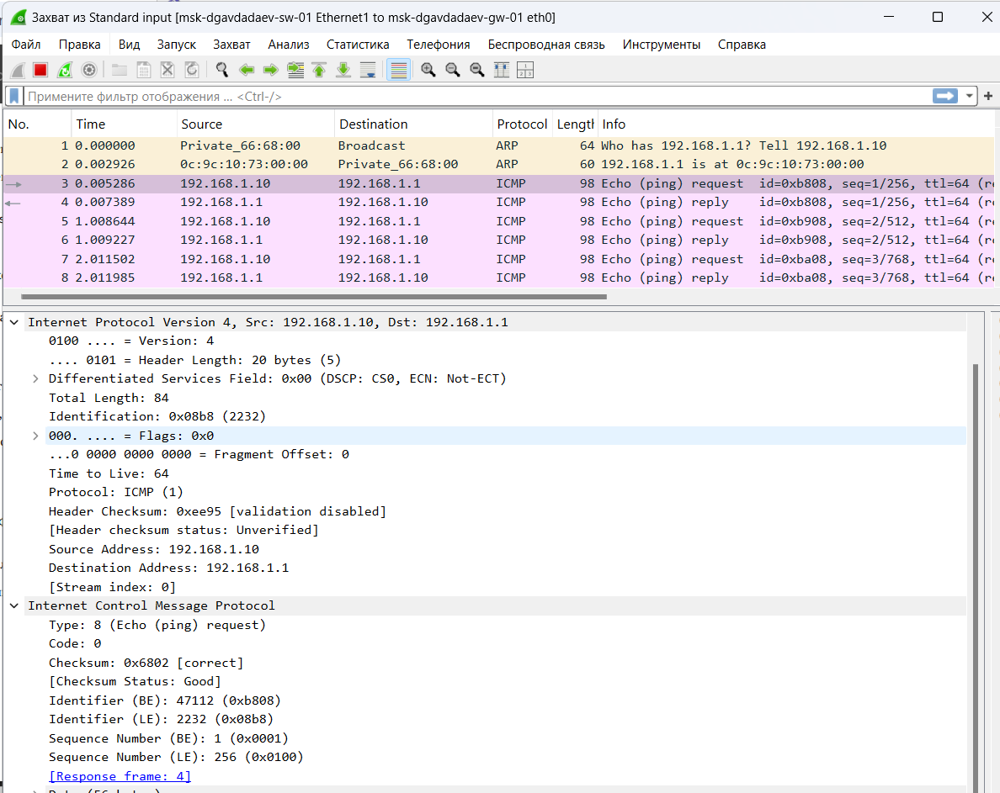 Захват из Standard input [msk-dgavdadaev-sw-01 Ethernet1 to msk-dgavdadaev-gw-01 eth0]
Файл Правка Вид Запуск Захват Анализ Статистика Телефония Беспроводная связь Инструменты Справка
Примените фильтр отображения … <Ctrl-/>
No. Time Source Destination Protocol Length Info
1 0.000000 Private_66:68:00 Broadcast ARP 64 Who has 192.168.1.1? Tell 192.168.1.10
2 0.002926 0c:9c:10:73:00:00 Private_66:68:00 ARP 60 192.168.1.1 is at 0c:9c:10:73:00:00
3 0.005286 192.168.1.10 192.168.1.1 ICMP 98 Echo (ping) request id=0xb808, seq=1/256, ttl=64
4 0.007389 192.168.1.1 192.168.1.10 ICMP 98 Echo (ping) reply id=0xb808, seq=1/256, ttl=64
5 1.008644 192.168.1.10 192.168.1.1 ICMP 98 Echo (ping) request id=0xb908, seq=2/512, ttl=64
6 1.009227 192.168.1.1 192.168.1.10 ICMP 98 Echo (ping) reply id=0xb908, seq=2/512, ttl=64
7 2.011502 192.168.1.10 192.168.1.1 ICMP 98 Echo (ping) request id=0xba08, seq=3/768, ttl=64
8 2.011985 192.168.1.1 192.168.1.10 ICMP 98 Echo (ping) reply id=0xba08, seq=3/768, ttl=64
Internet Protocol Version 4, Src: 192.168.1.10, Dst: 192.168.1.1
0100 .... = Version: 4
.... 0101 = Header Length: 20 bytes (5)
Differentiated Services Field: 0x00 (DSCP: CS0, ECN: Not-ECT)
Total Length: 84
Identification: 0x08b8 (2232)
000. .... = Flags: 0x0
...0 0000 0000 0000 = Fragment Offset: 0
Time to Live: 64
Protocol: ICMP (1)
Header Checksum: 0xee95 [validation disabled]
[Header checksum status: Unverified]
Source Address: 192.168.1.10
Destination Address: 192.168.1.1
[Stream index: 0]
Internet Control Message Protocol
Type: 8 (Echo (ping) request)
Code: 0
Checksum: 0x6802 [correct]
[Checksum Status: Good]
Identifier (BE): 47112 (0xb808)
Identifier (LE): 2232 (0x08b8)
Sequence Number (BE): 1 (0x0001)
Sequence Number (LE): 256 (0x0100)
[Response frame: 4]